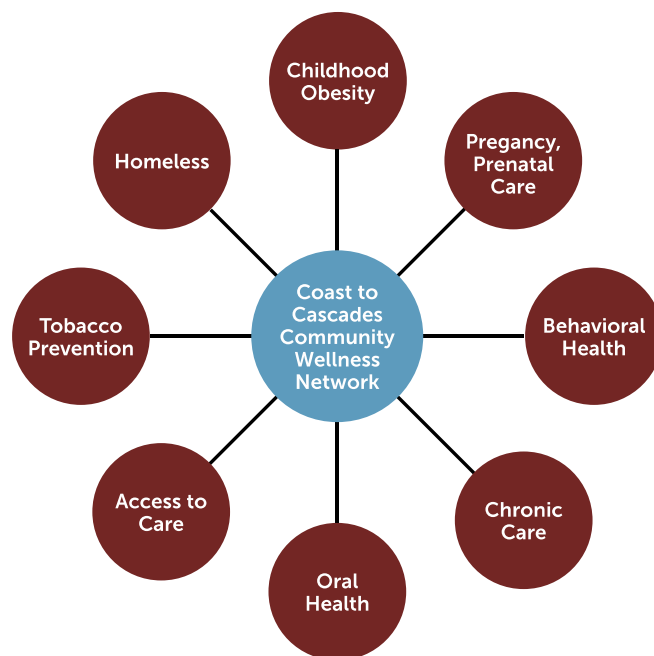 Childhood
Obesity
Pregancy,
Prenatal
Care
Behavioral
Health
Chronic
Care
Oral
Health
Access to
Care
Tobacco
Prevention
Homeless
Coast to
Cascades
Community
Wellness
Network